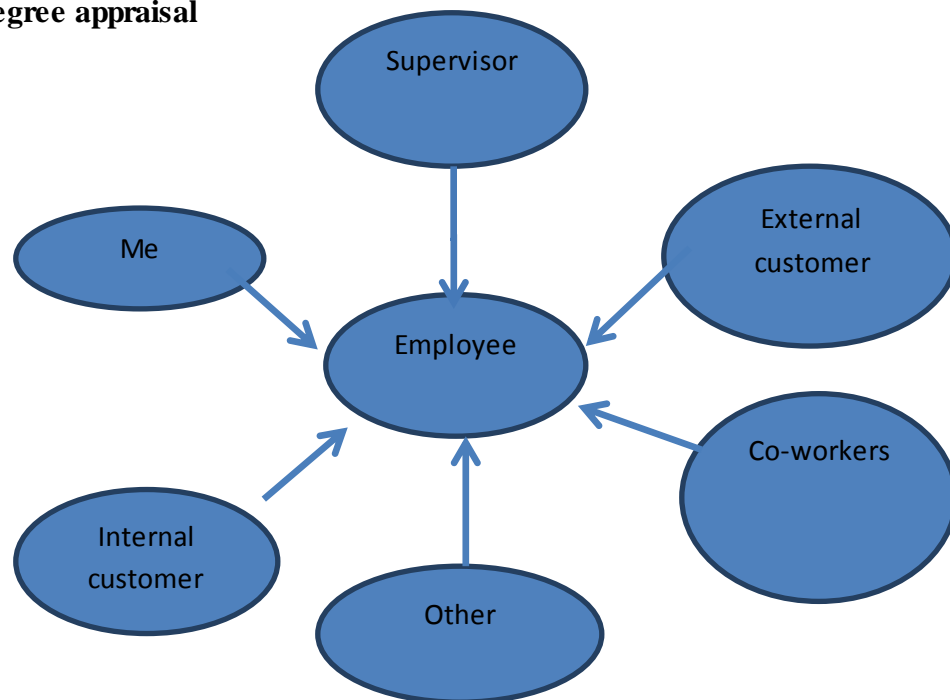 egree appraisal
Supervisor
External
customer
Me
Employee
Co-workers
Internal
customer
Other